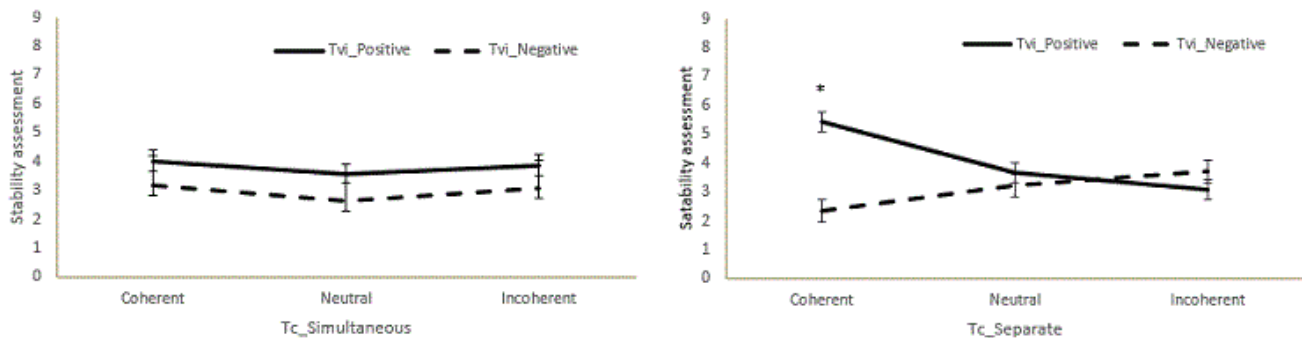 9
8
7
6
5
4
3
2
1
0
Stability assessment
Tvi_Positive Tvi_Negative
Coherent Neutral Incoherent
Tc_Simultaneous
9
8
7
6
5
4
3
2
1
0
Satability assessment
Tvi_Positive Tvi_Negative
*
Coherent Neutral Incoherent
Tc_Separate